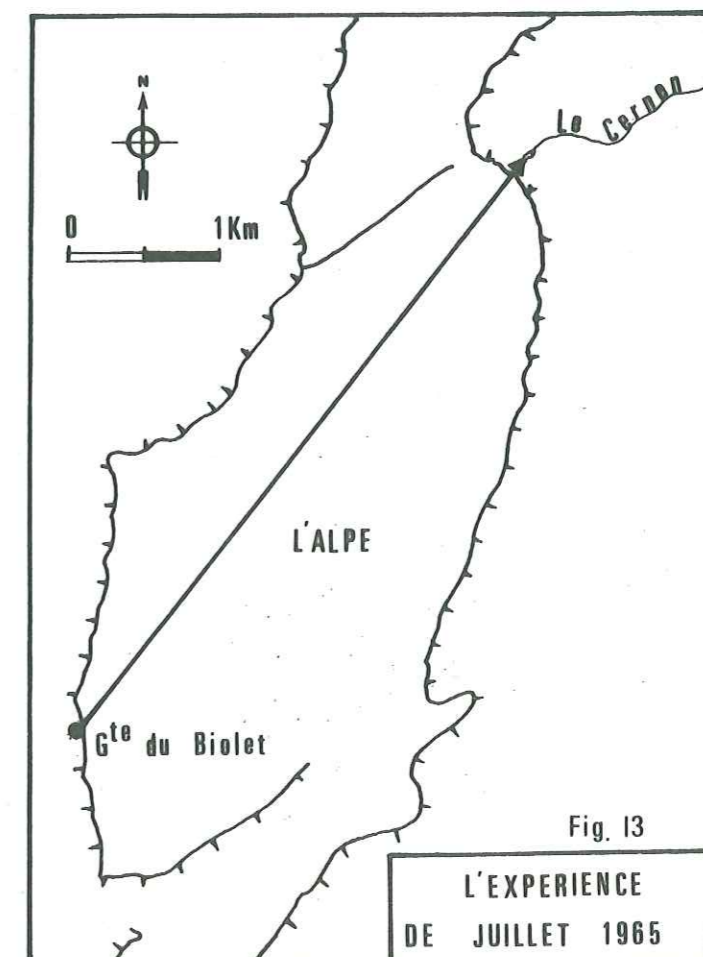 N
0 1Km
Le Cernon
L'ALPE
Gte du Biolet
Fig. 13
L'EXPERIENCE
DE JUILLET 1965